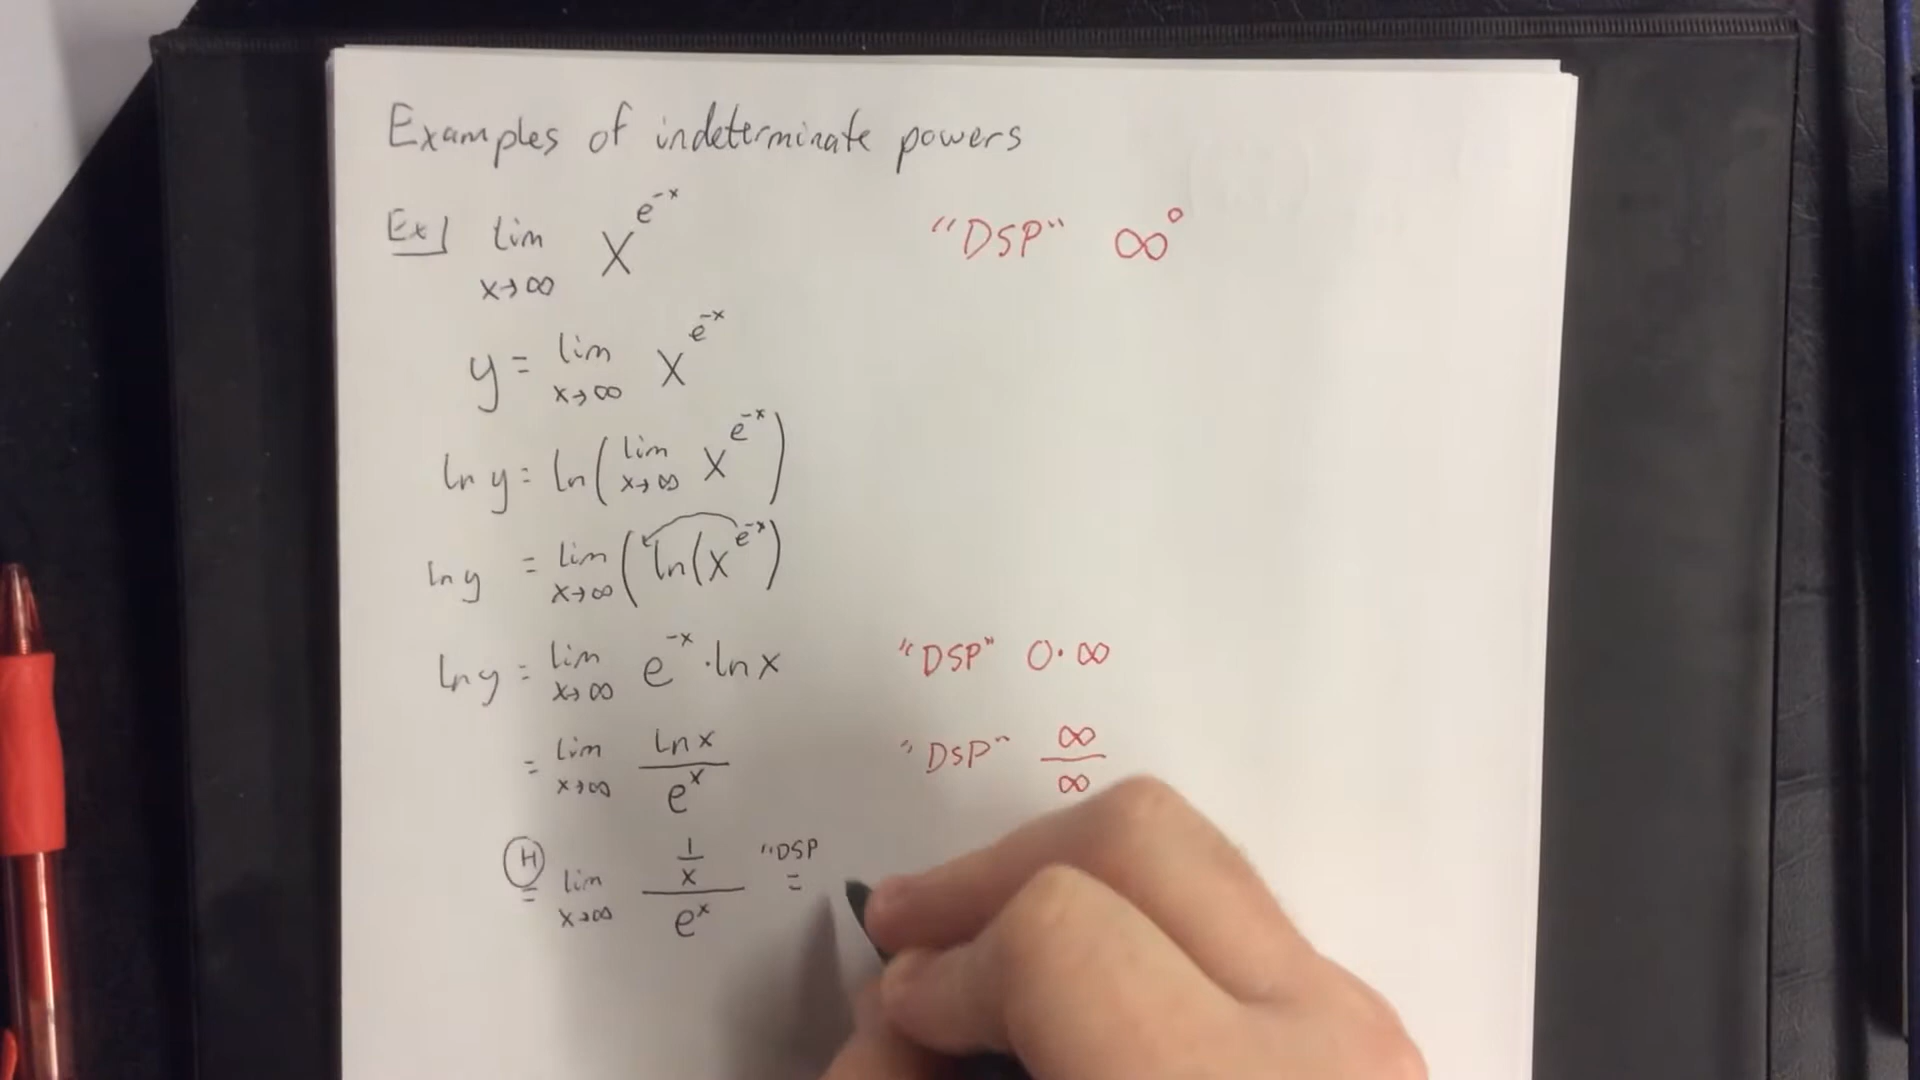 Examples of indeterminate powers
Ex] lim x→∞ x^(e^(-x)) "DSP" ∞^0
y = lim x→∞ x^(e^(-x))
ln y = ln( lim x→∞ x^(e^(-x)) )
ln y = lim x→∞ ( ln(x^(e^(-x))
ln y = lim x→∞ e^(-x) · ln x "DSP" 0·∞
= lim x→∞ (ln x)/(e^x) "DSP" ∞/∞
Ⓗ = lim x→∞ (1/x)/(e^x) "DSP =